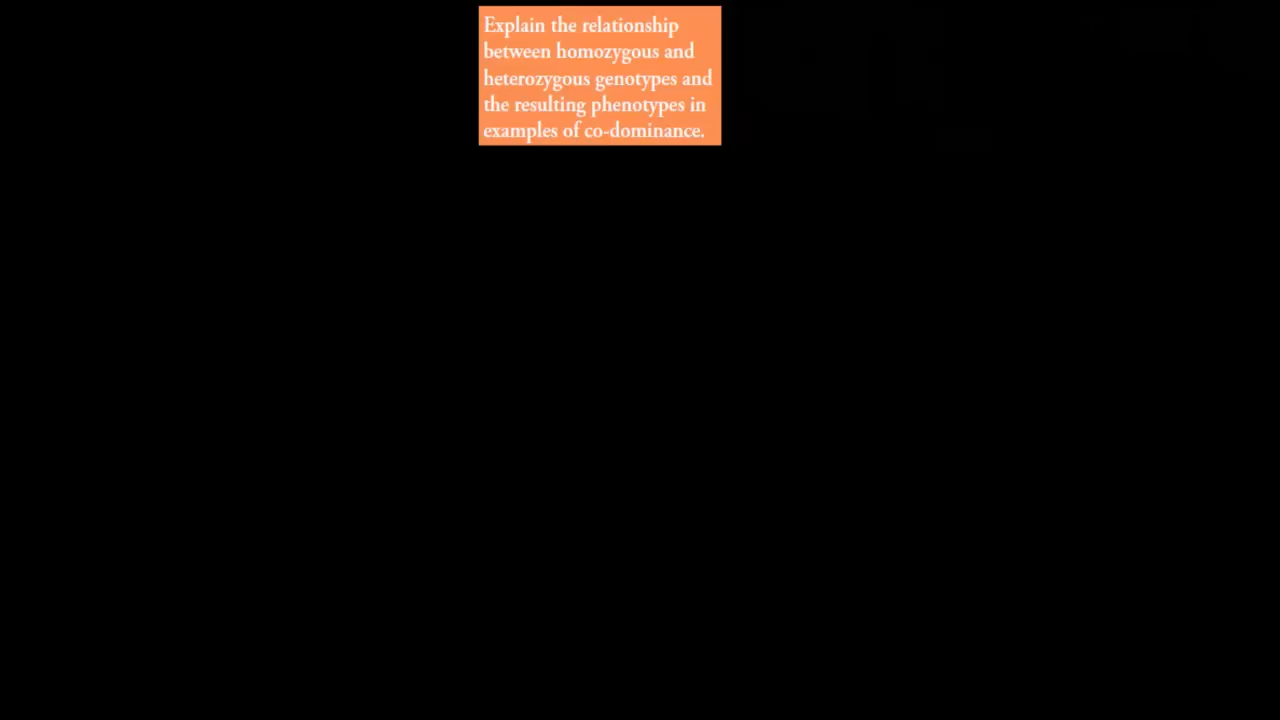 Explain the relationship
between homozygous and
heterozygous genotypes and
the resulting phenotypes in
examples of co-dominance.